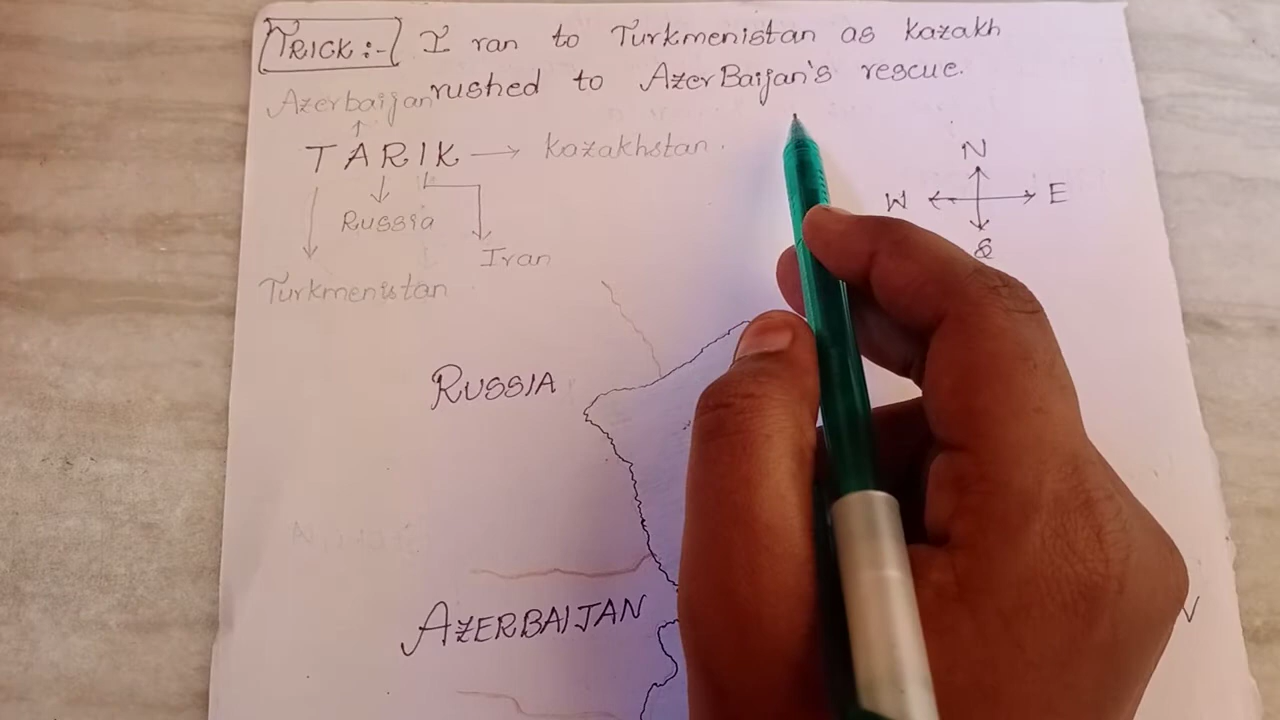 TRICK :- I ran to Turkmenistan as Kazakh
rushed to AzerBaijan's rescue.
Azerbaijan
TARIK → Kazakhstan.
Russia
Iran
Turkmenistan
N
W E
S
RUSSIA
AZERBAIJAN